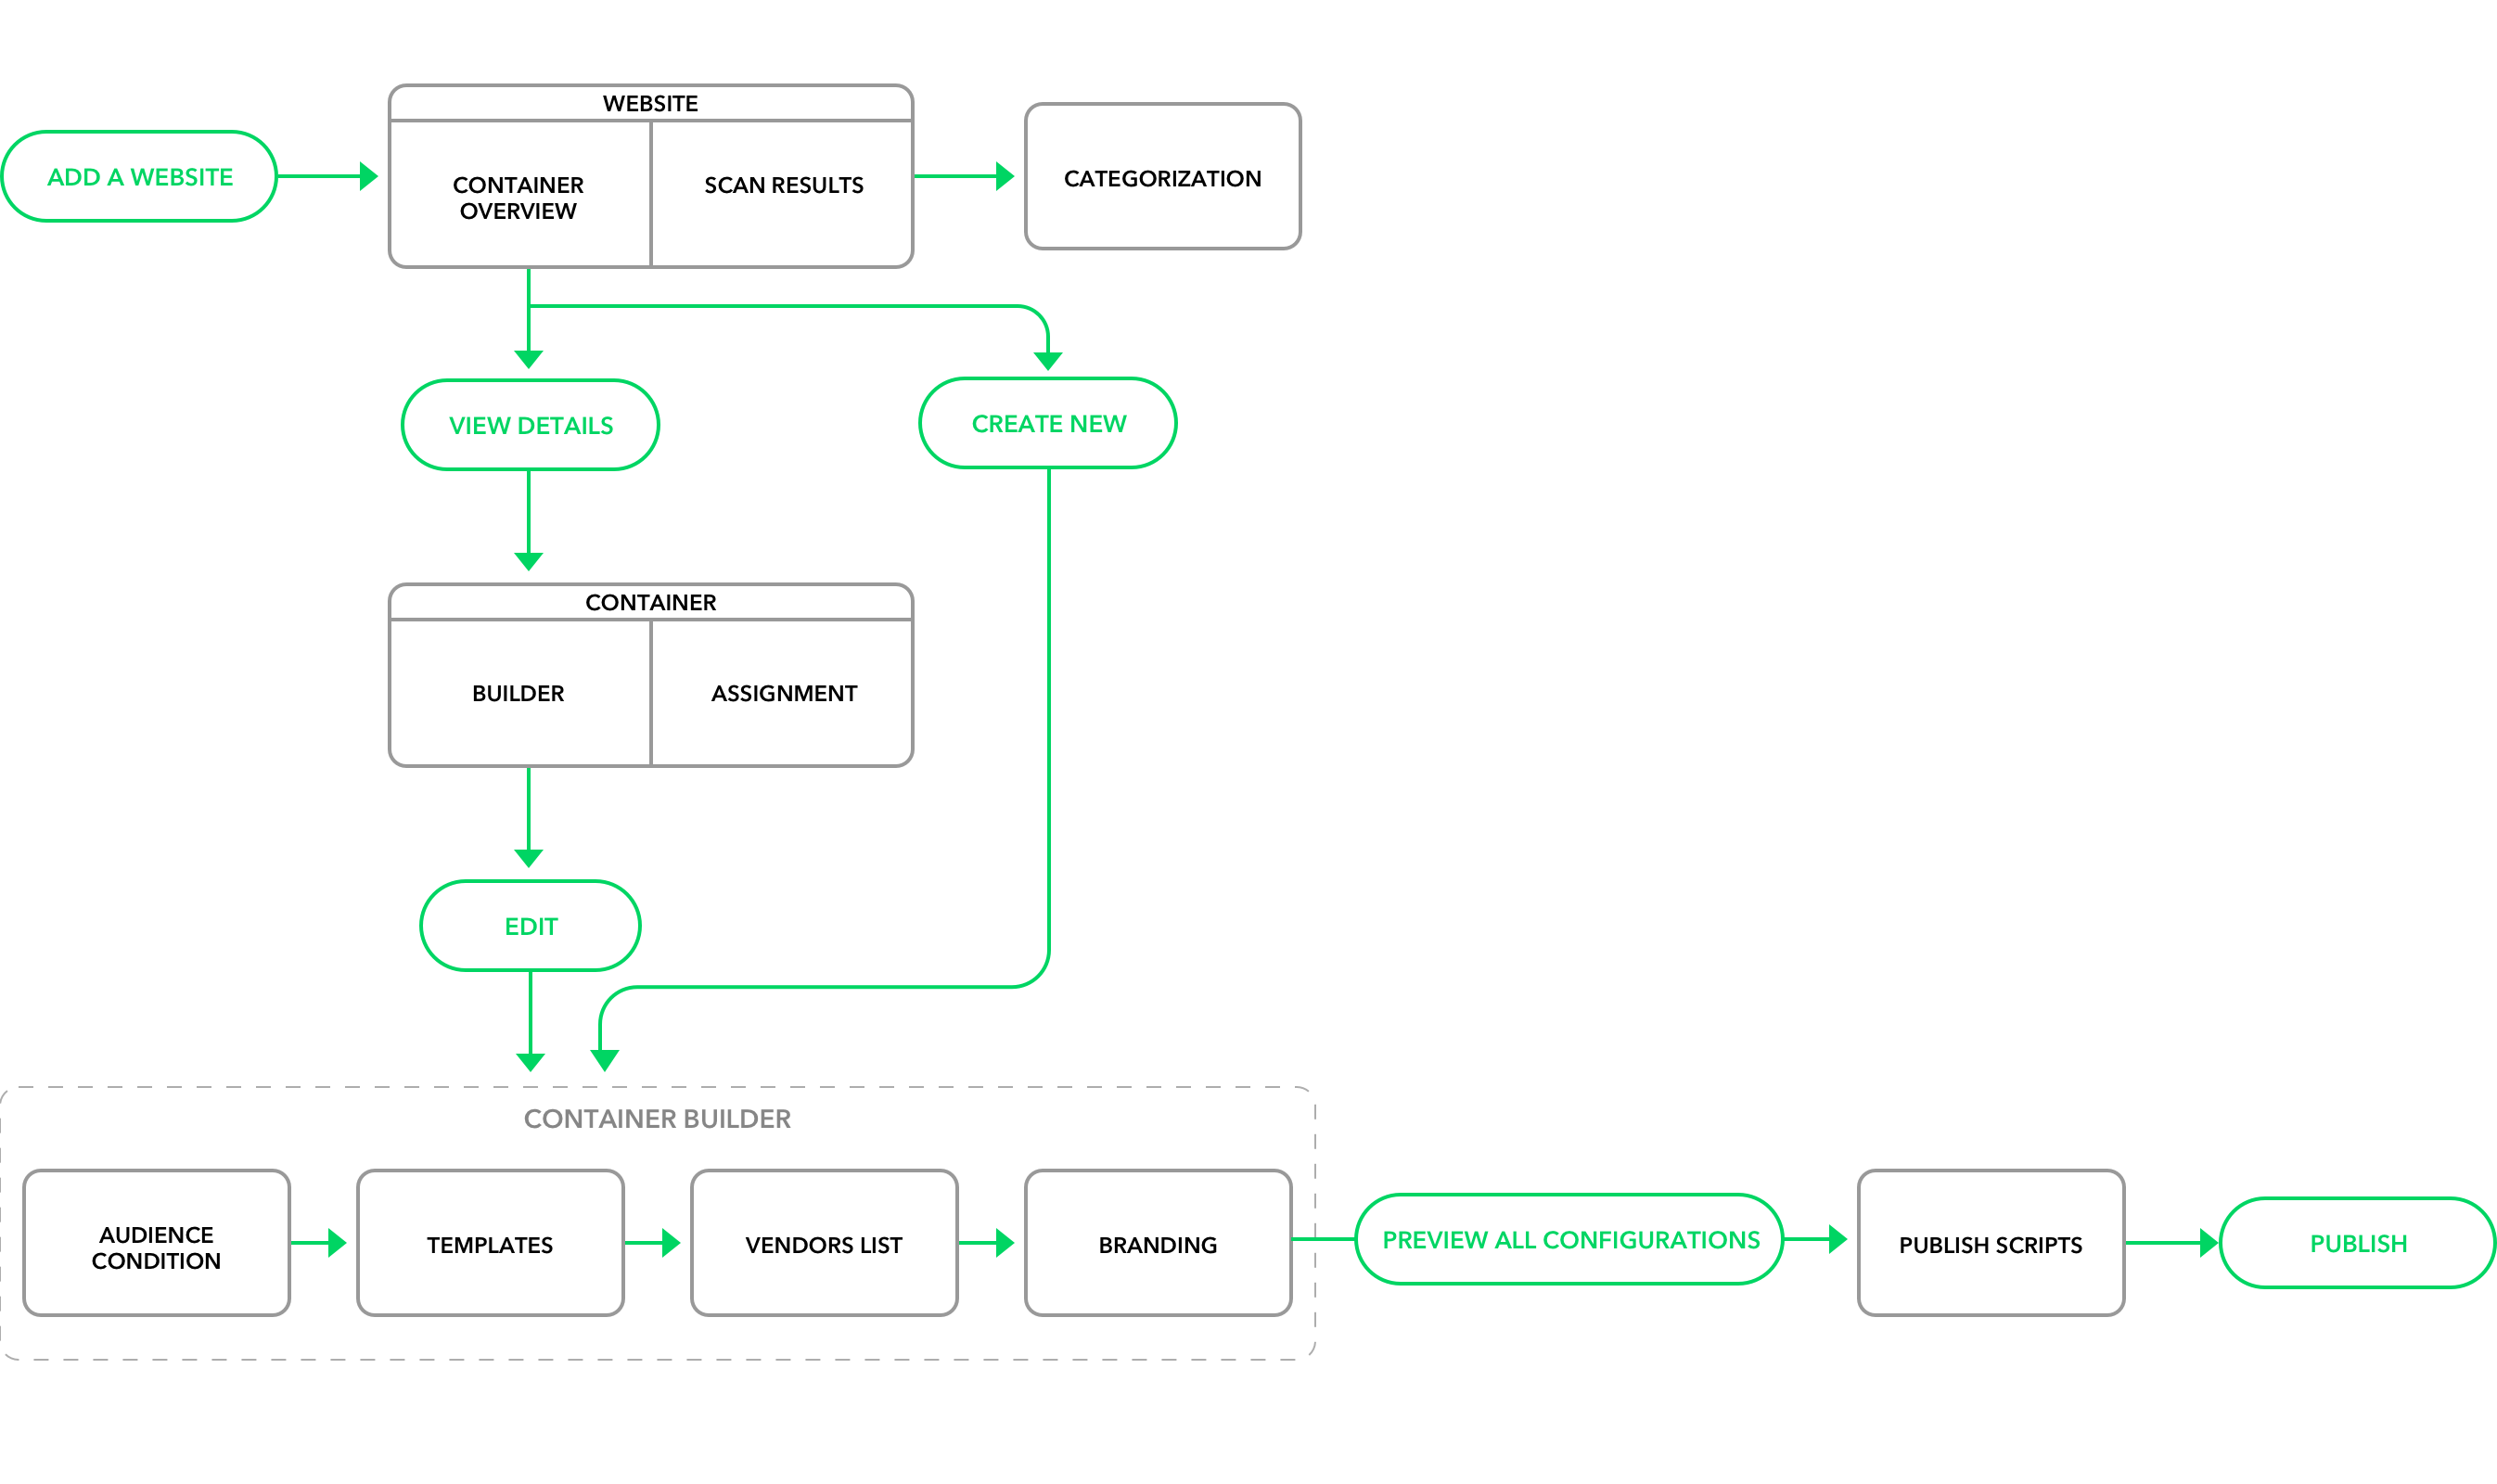 WEBSITE
ADD A WEBSITE
CONTAINER
OVERVIEW
SCAN RESULTS
CATEGORIZATION
VIEW DETAILS
CREATE NEW
CONTAINER
BUILDER
ASSIGNMENT
EDIT
CONTAINER BUILDER
AUDIENCE
CONDITION
TEMPLATES
VENDORS LIST
BRANDING
PREVIEW ALL CONFIGURATIONS
PUBLISH SCRIPTS
PUBLISH